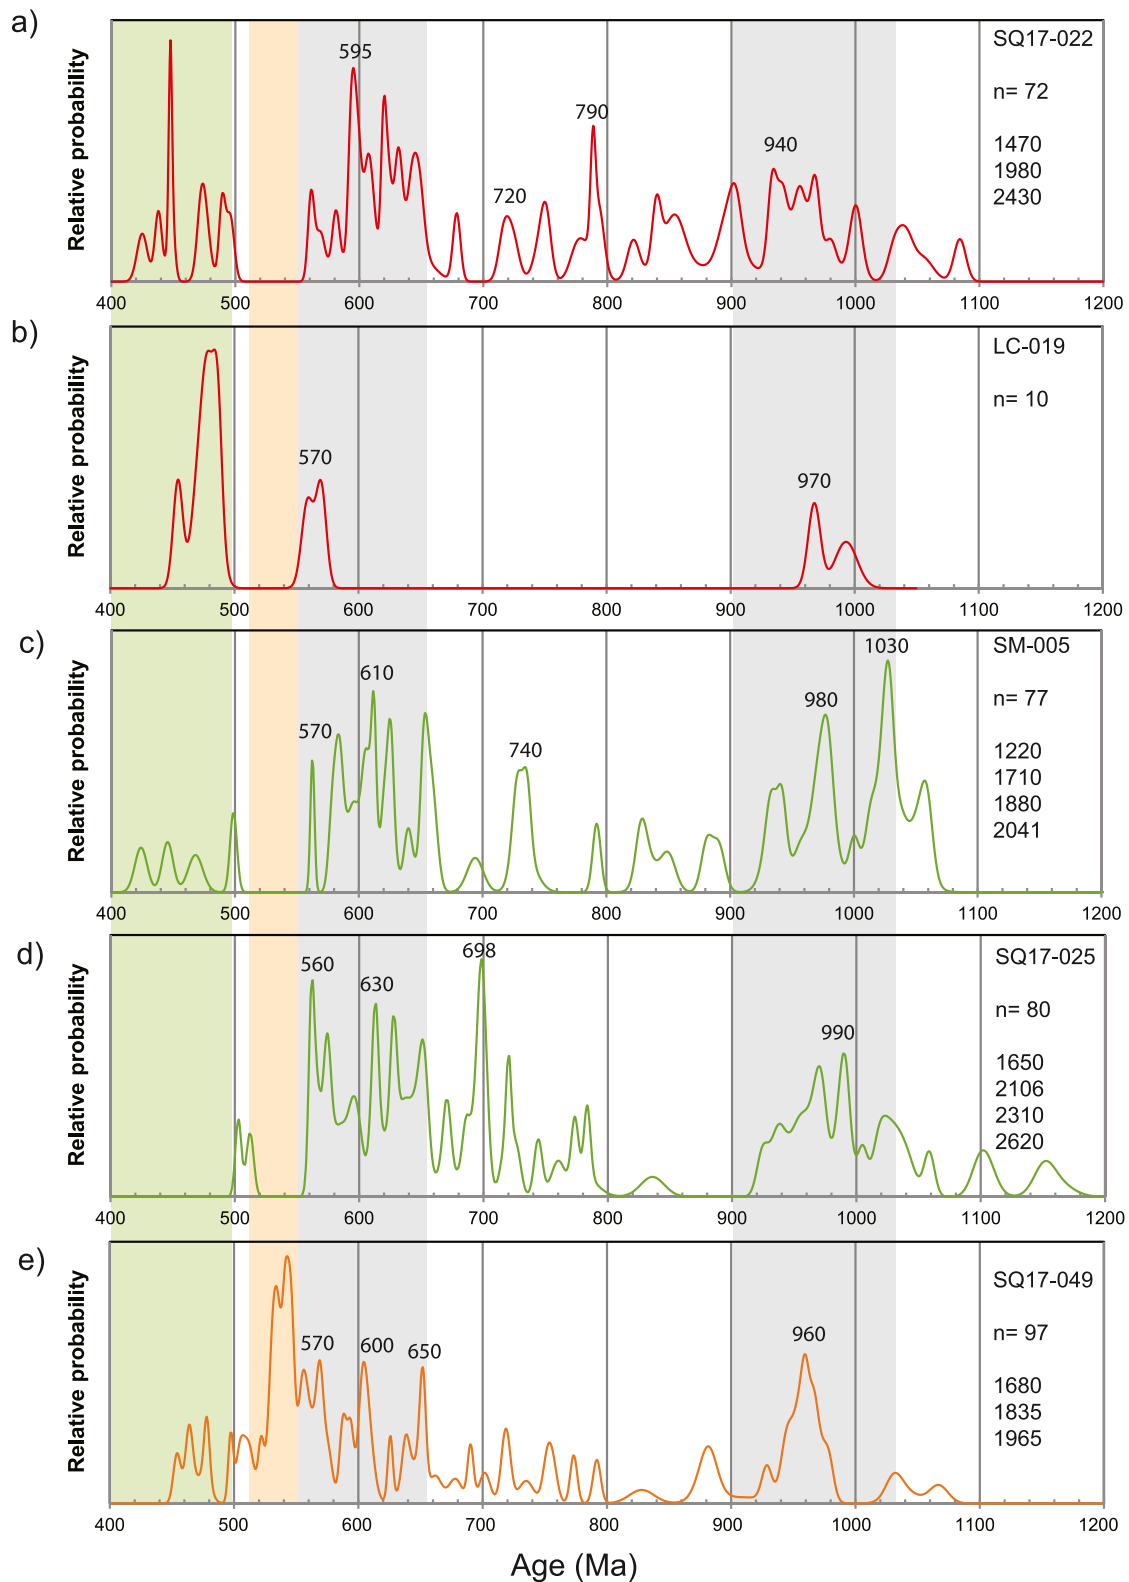 a)
Relative probability
595
790
720
940
SQ17-022
n= 72
1470
1980
2430
400 500 600 700 800 900 1000 1100 1200
b)
Relative probability
570
970
LC-019
n= 10
400 500 600 700 800 900 1000 1100 1200
c)
Relative probability
570
610
740
980
1030
SM-005
n= 77
1220
1710
1880
2041
400 500 600 700 800 900 1000 1100 1200
d)
Relative probability
560
630
698
990
SQ17-025
n= 80
1650
2106
2310
2620
400 500 600 700 800 900 1000 1100 1200
e)
Relative probability
570
600
650
960
SQ17-049
n= 97
1680
1835
1965
400 500 600 700 800 900 1000 1100 1200
Age (Ma)